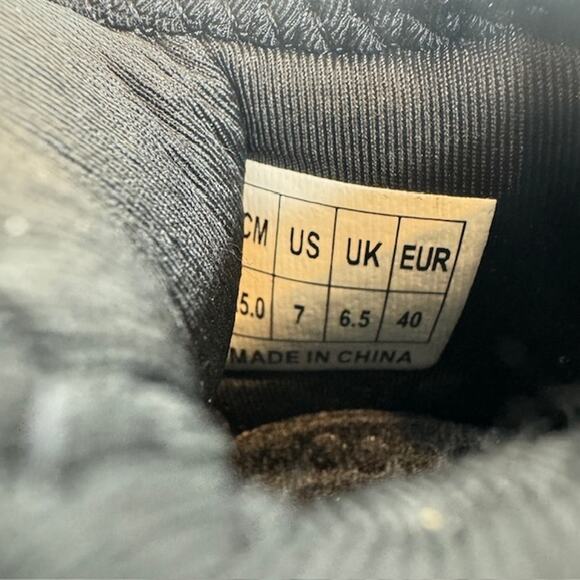 CM US UK EUR
5.0 7 6.5 40
MADE IN CHINA